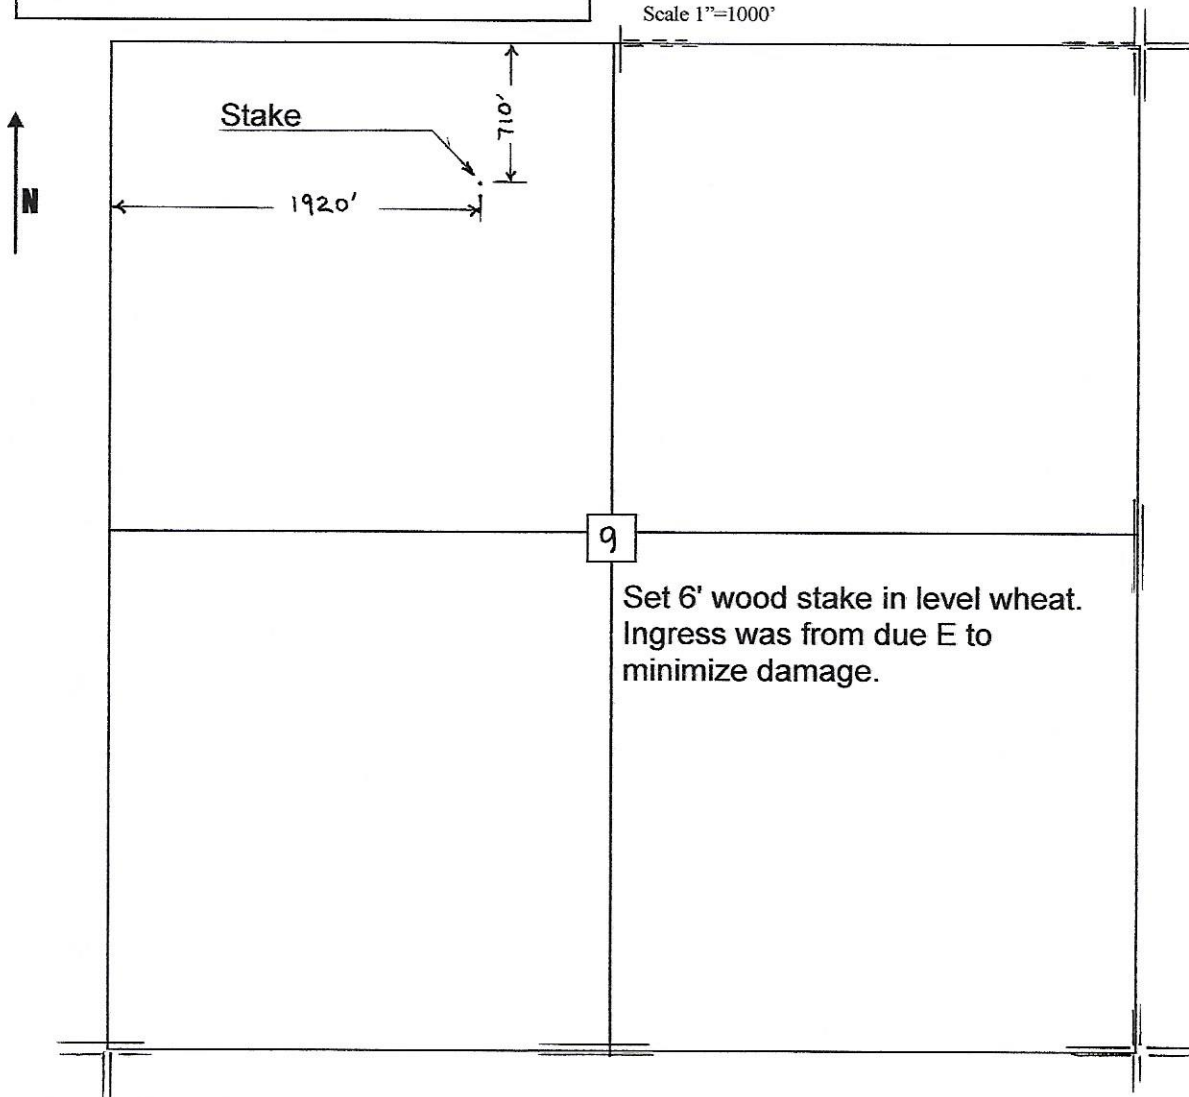 Scale 1”=1000’
Stake
710'
N
1920'
9
Set 6' wood stake in level wheat.
Ingress was from due E to
minimize damage.